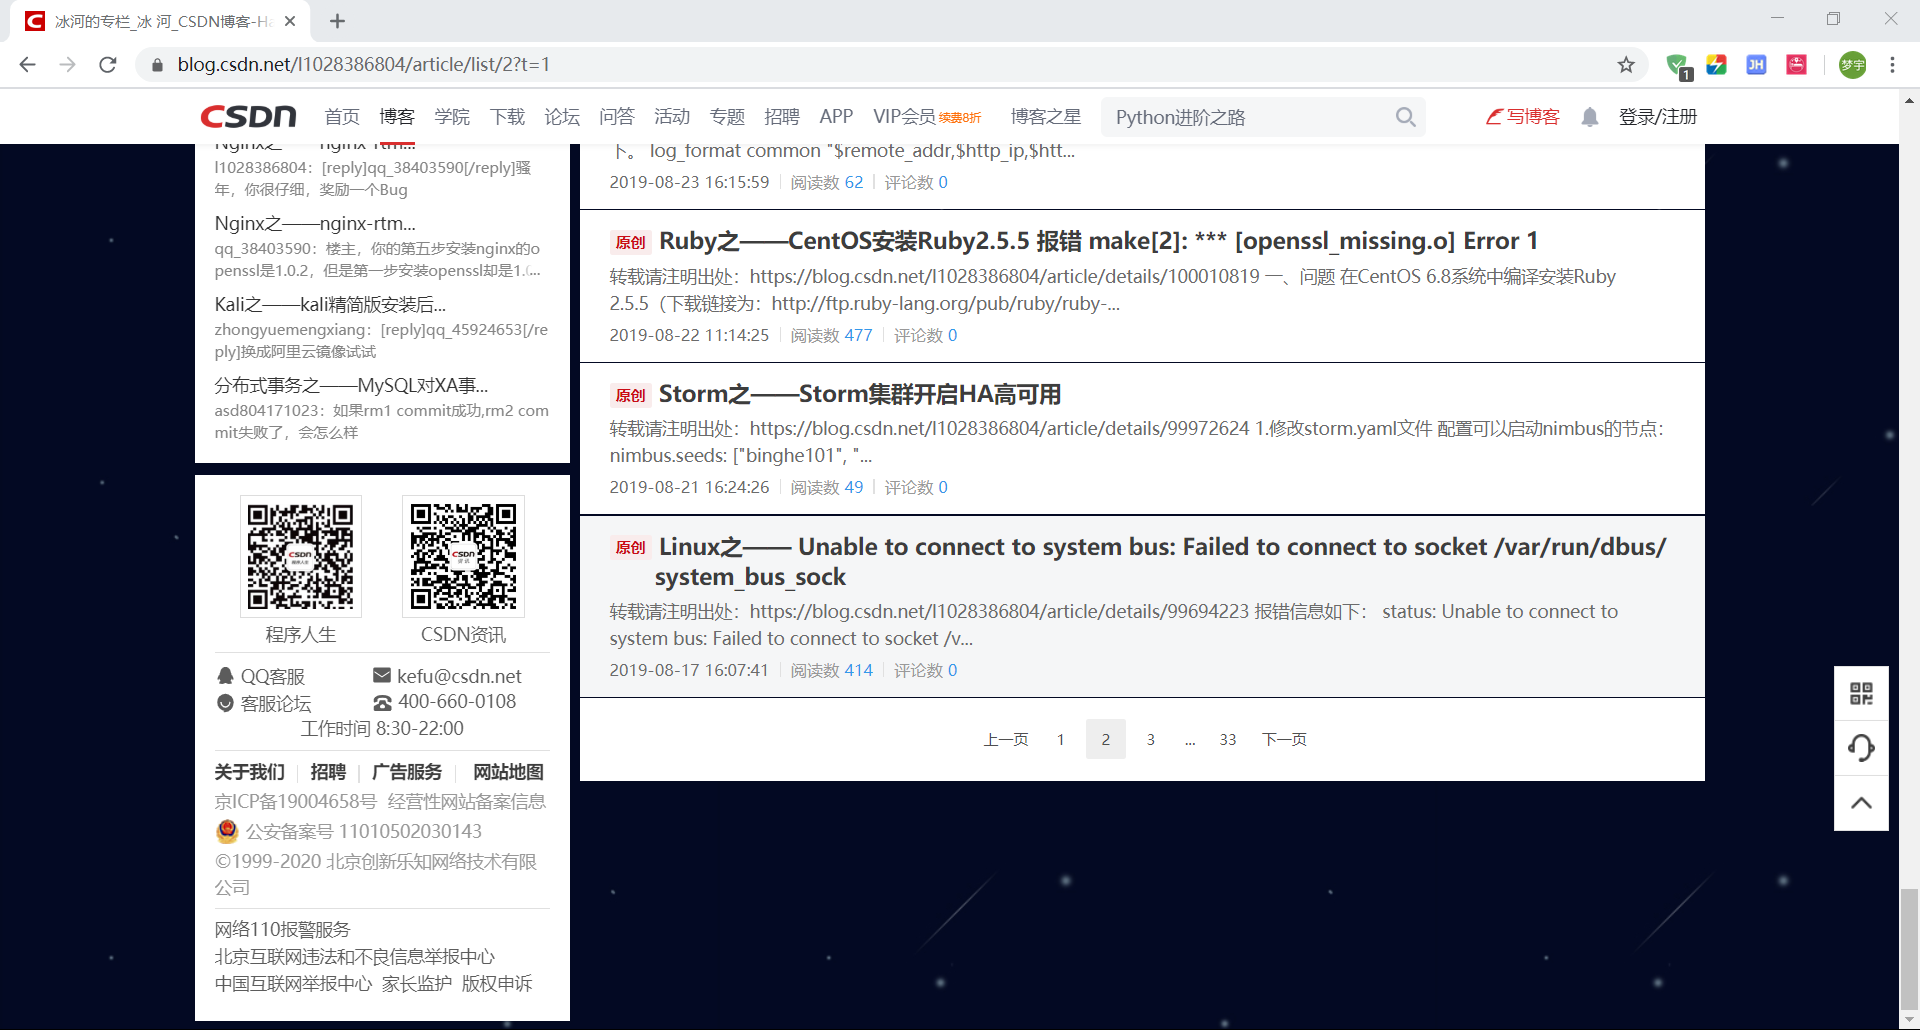 冰河的专栏_冰 河_CSDN博客-Ha
blog.csdn.net/l1028386804/article/list/2?t=1
1
JH
梦宇
CSDN 首页 博客 学院 下载 论坛 问答 活动 专题 招聘 APP VIP会员 续费8折 博客之星 Python进阶之路 写博客 登录/注册
Nginx之——nginx-rtm...
l1028386804：[reply]qq_38403590[/reply]骚
年，你很仔细，奖励一个Bug
Nginx之——nginx-rtm...
qq_38403590：楼主，你的第五步安装nginx的o
penssl是1.0.2，但是第一步安装openssl却是1.0...
Kali之——kali精简版安装后...
zhongyuemengxiang：[reply]qq_45924653[/re
ply]换成阿里云镜像试试
分布式事务之——MySQL对XA事...
asd804171023：如果rm1 commit成功,rm2 com
mit失败了，会怎么样
CSDN
程序人生
CSDN
资讯
程序人生 CSDN资讯
QQ客服 kefu@csdn.net
客服论坛 400-660-0108
工作时间 8:30-22:00
关于我们 招聘 广告服务 网站地图
京ICP备19004658号 经营性网站备案信息
公安备案号 11010502030143
©1999-2020 北京创新乐知网络技术有限
公司
网络110报警服务
北京互联网违法和不良信息举报中心
中国互联网举报中心 家长监护 版权申诉
下。 log_format common "$remote_addr,$http_ip,$htt...
2019-08-23 16:15:59 阅读数 62 评论数 0
原创 Ruby之——CentOS安装Ruby2.5.5 报错 make[2]: *** [openssl_missing.o] Error 1
转载请注明出处：https://blog.csdn.net/l1028386804/article/details/100010819 一、问题 在CentOS 6.8系统中编译安装Ruby
2.5.5（下载链接为：http://ftp.ruby-lang.org/pub/ruby/ruby-...
2019-08-22 11:14:25 阅读数 477 评论数 0
原创 Storm之——Storm集群开启HA高可用
转载请注明出处：https://blog.csdn.net/l1028386804/article/details/99972624 1.修改storm.yaml文件 配置可以启动nimbus的节点：
nimbus.seeds: ["binghe101", "...
2019-08-21 16:24:26 阅读数 49 评论数 0
原创 Linux之—— Unable to connect to system bus: Failed to connect to socket /var/run/dbus/
system_bus_sock
转载请注明出处：https://blog.csdn.net/l1028386804/article/details/99694223 报错信息如下： status: Unable to connect to
system bus: Failed to connect to socket /v...
2019-08-17 16:07:41 阅读数 414 评论数 0
上一页 1 2 3 ... 33 下一页